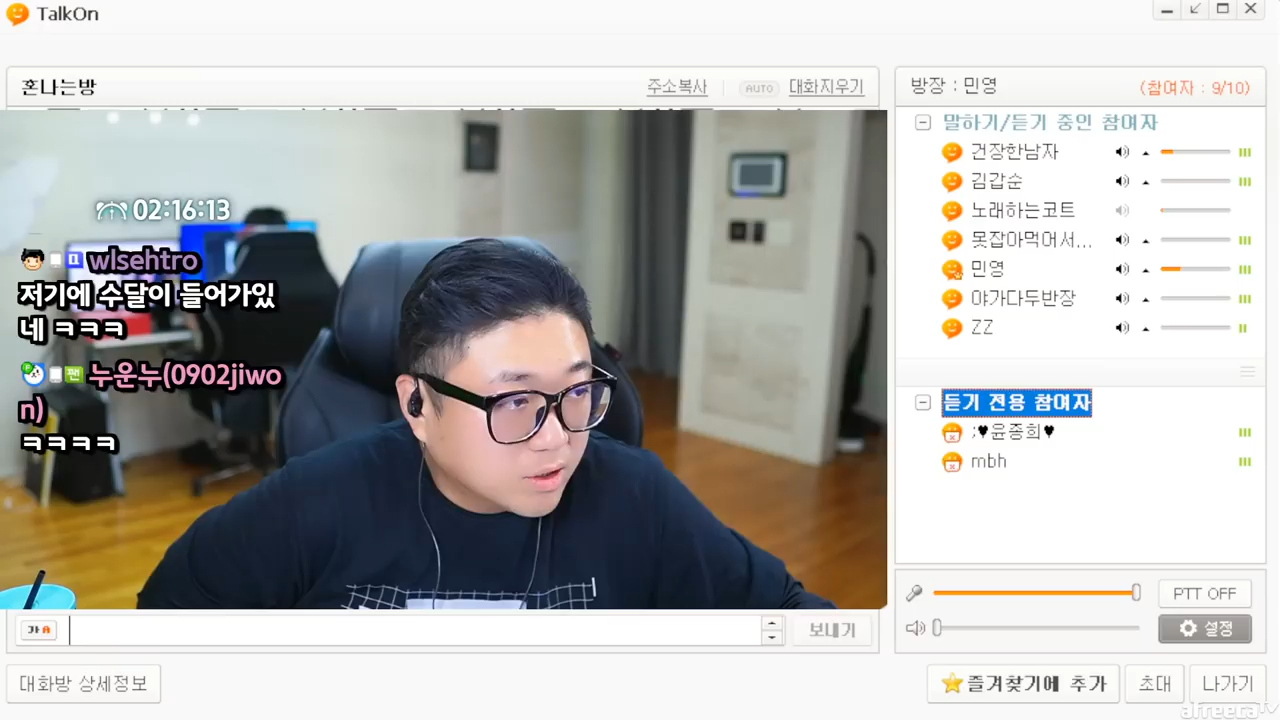 TalkOn
혼나는방
주소복사
AUTO
대화지우기
02:16:13
wlsehtro
저기에 수달이 들어가있
네 ㅋㅋㅋ
누운누(0902jiwo
n)
ㅋㅋㅋㅋ
가A
보내기
대화방 상세정보
방장 : 민영
(참여자 : 9/10)
말하기/듣기 중인 참여자
건장한남자
김갑순
노래하는코트
못잡아먹어서...
민영
아가다두반장
ZZ
듣기 전용 참여자
;♥윤종희♥
mbh
PTT OFF
설정
즐겨찾기에 추가
초대
나가기
afreecaTV